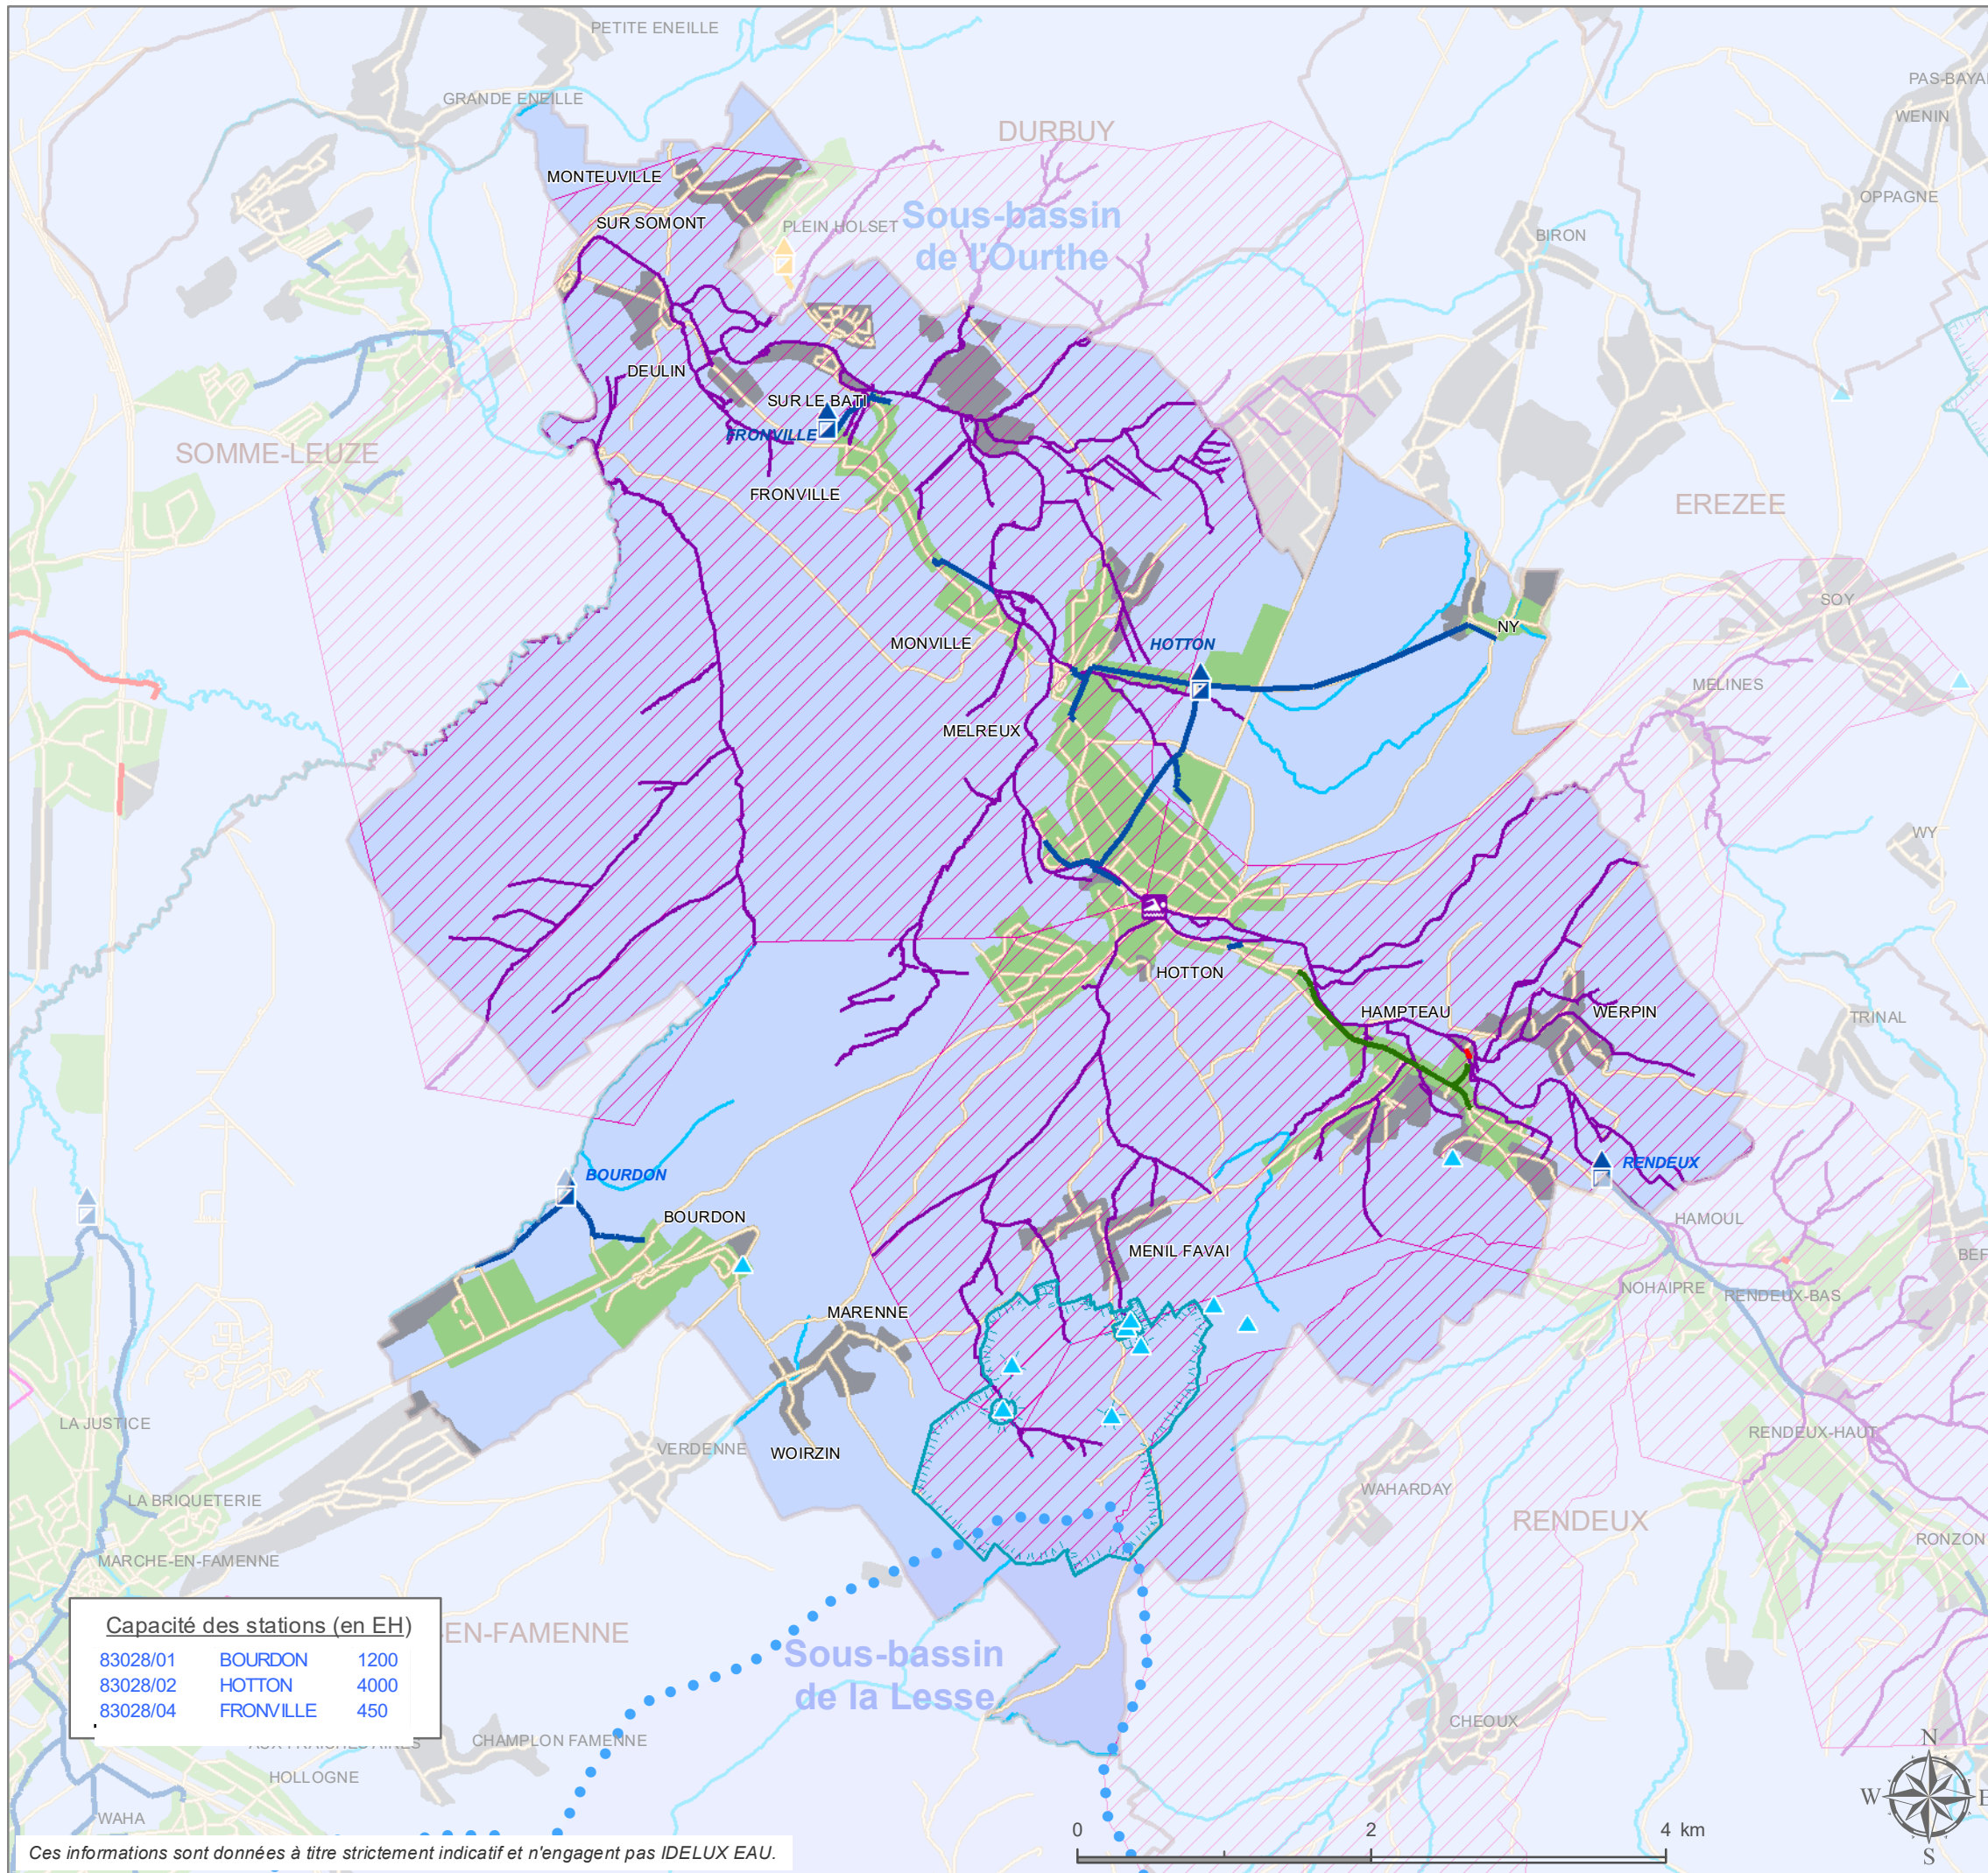 PETITE ENEILLE
GRANDE ENEILLE
PAS-BAYA
WENIN
DURBUY
MONTEUVILLE
OPPAGNE
SUR SOMONT
PLEIN HOLSET
Sous-bassin
de l'Ourthe
BIRON
DEULIN
SUR LE BATI
FRONVILLE
SOMME-LEUZE
FRONVILLE
EREZEE
SOY
NY
MONVILLE
HOTTON
MELINES
MELREUX
WY
HOTTON
HAMPTEAU
WERPIN
TRINAL
BOURDON
RENDEUX
BOURDON
HAMOUL
MENIL FAVAI
BEF
NOHAIPRE
RENDEUX-BAS
MARENNE
LA JUSTICE
VERDENNE
WOIRZIN
RENDEUX-HAUT
LA BRIQUETERIE
WAHARDAY
RENDEUX
RONZON
MARCHE-EN-FAMENNE
Capacité des stations (en EH)
83028/01 BOURDON 1200
83028/02 HOTTON 4000
83028/04 FRONVILLE 450
-EN-FAMENNE
Sous-bassin
de la Lesse
CHEOUX
CHAMPLON FAMENNE
HOLLOGNE
WAHA
N
W E
S
0 2 4 km
Ces informations sont données à titre strictement indicatif et n'engagent pas IDELUX EAU.